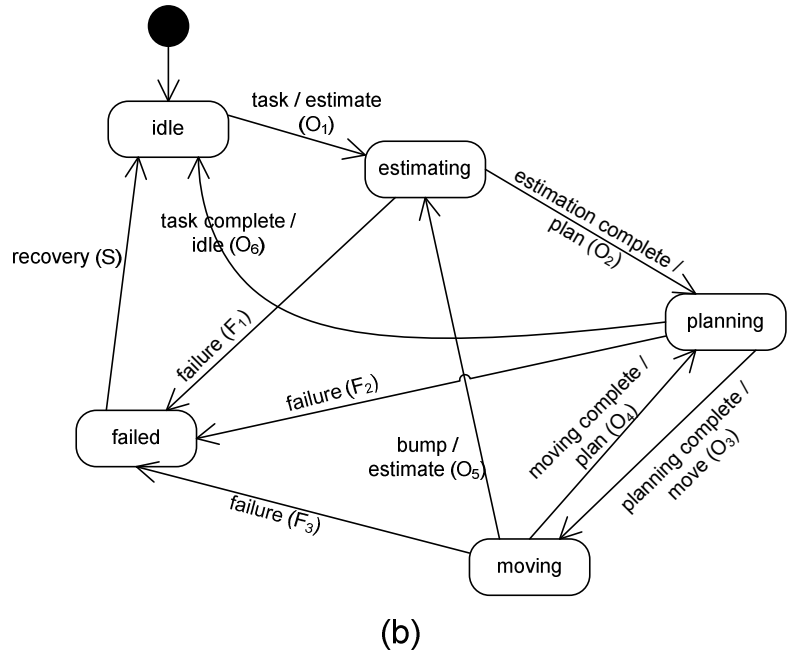 idle
task / estimate
(O₁)
estimating
estimation complete /
plan (O₂)
task complete /
idle (O₆)
recovery (S)
failure (F₁)
planning
failure (F₂)
failed
bump /
estimate (O₅)
moving complete /
plan (O₄)
planning complete /
move (O₃)
failure (F₃)
moving
(b)